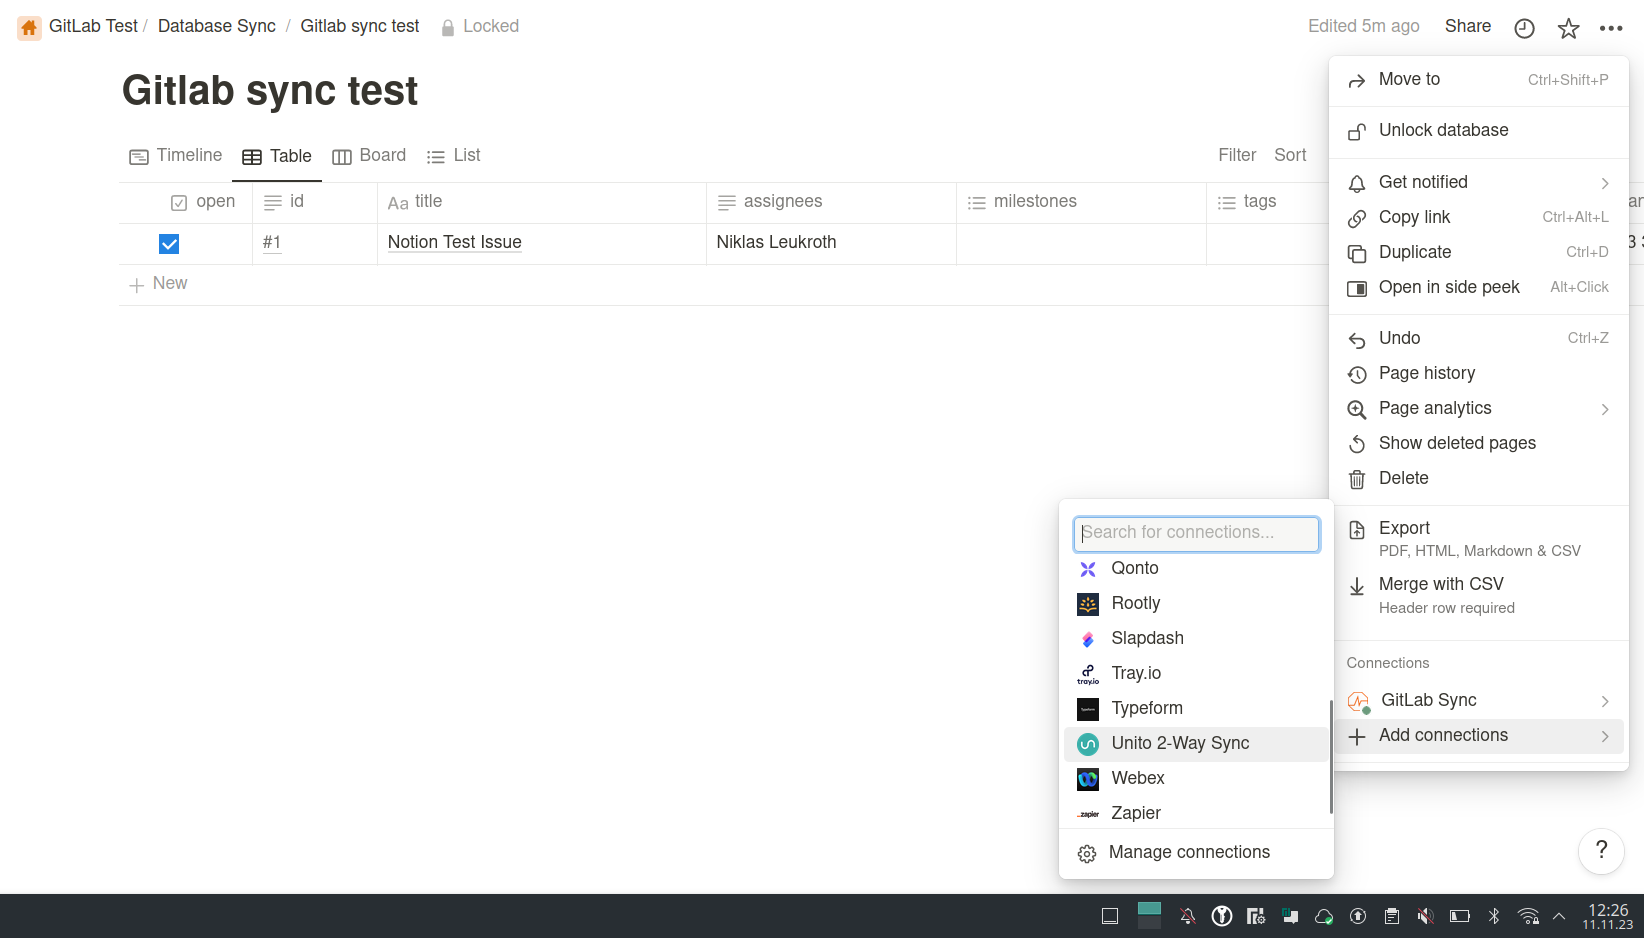 GitLab Test / Database Sync / Gitlab sync test Locked
Edited 5m ago Share
Gitlab sync test
Timeline Table Board List
Filter Sort
open id Aa title assignees milestones tags
#1 Notion Test Issue Niklas Leukroth
New
Move to Ctrl+Shift+P
Unlock database
Get notified
Copy link Ctrl+Alt+L
Duplicate Ctrl+D
Open in side peek Alt+Click
Undo Ctrl+Z
Page history
Page analytics
Show deleted pages
Delete
Export
PDF, HTML, Markdown & CSV
Merge with CSV
Header row required
Connections
GitLab Sync
Add connections
Search for connections...
Qonto
Rootly
Slapdash
tray.io Tray.io
Typeform Typeform
Unito 2-Way Sync
Webex
zapier Zapier
Manage connections
?
12:26
11.11.23